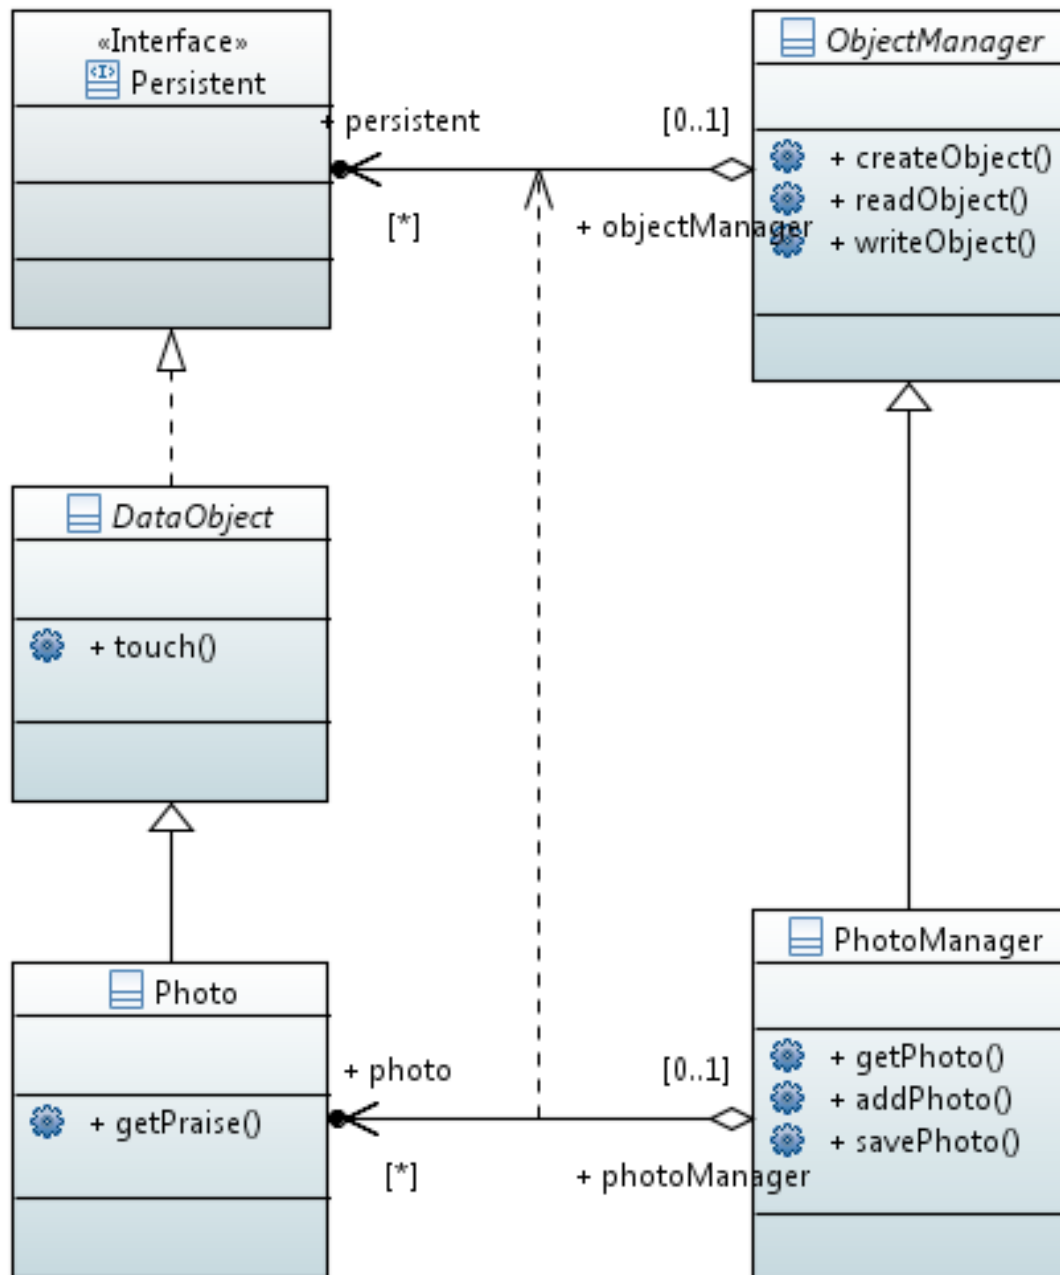 «Interface»
<I>
Persistent
ObjectManager
+ persistent
[0..1]
[*]
+ objectManager
+ createObject()
+ readObject()
+ writeObject()
DataObject
+ touch()
Photo
+ getPraise()
+ photo
[0..1]
[*]
+ photoManager
PhotoManager
+ getPhoto()
+ addPhoto()
+ savePhoto()